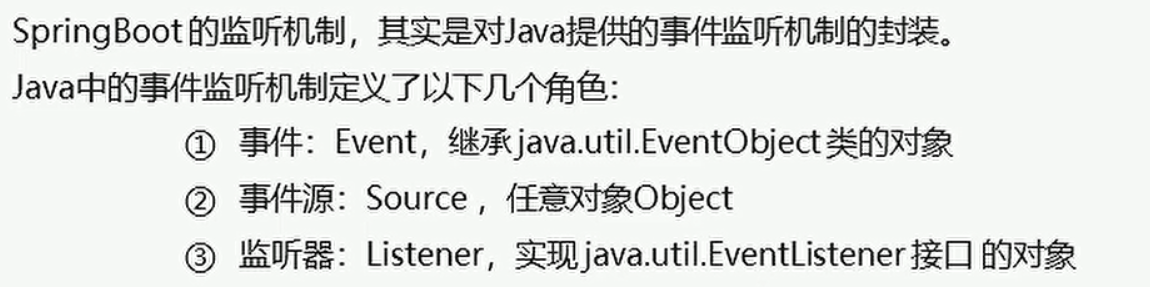 SpringBoot的监听机制，其实是对Java提供的事件监听机制的封装。
Java中的事件监听机制定义了以下几个角色：
① 事件：Event，继承 java.util.EventObject 类的对象
② 事件源：Source ，任意对象Object
③ 监听器：Listener，实现 java.util.EventListener 接口 的对象